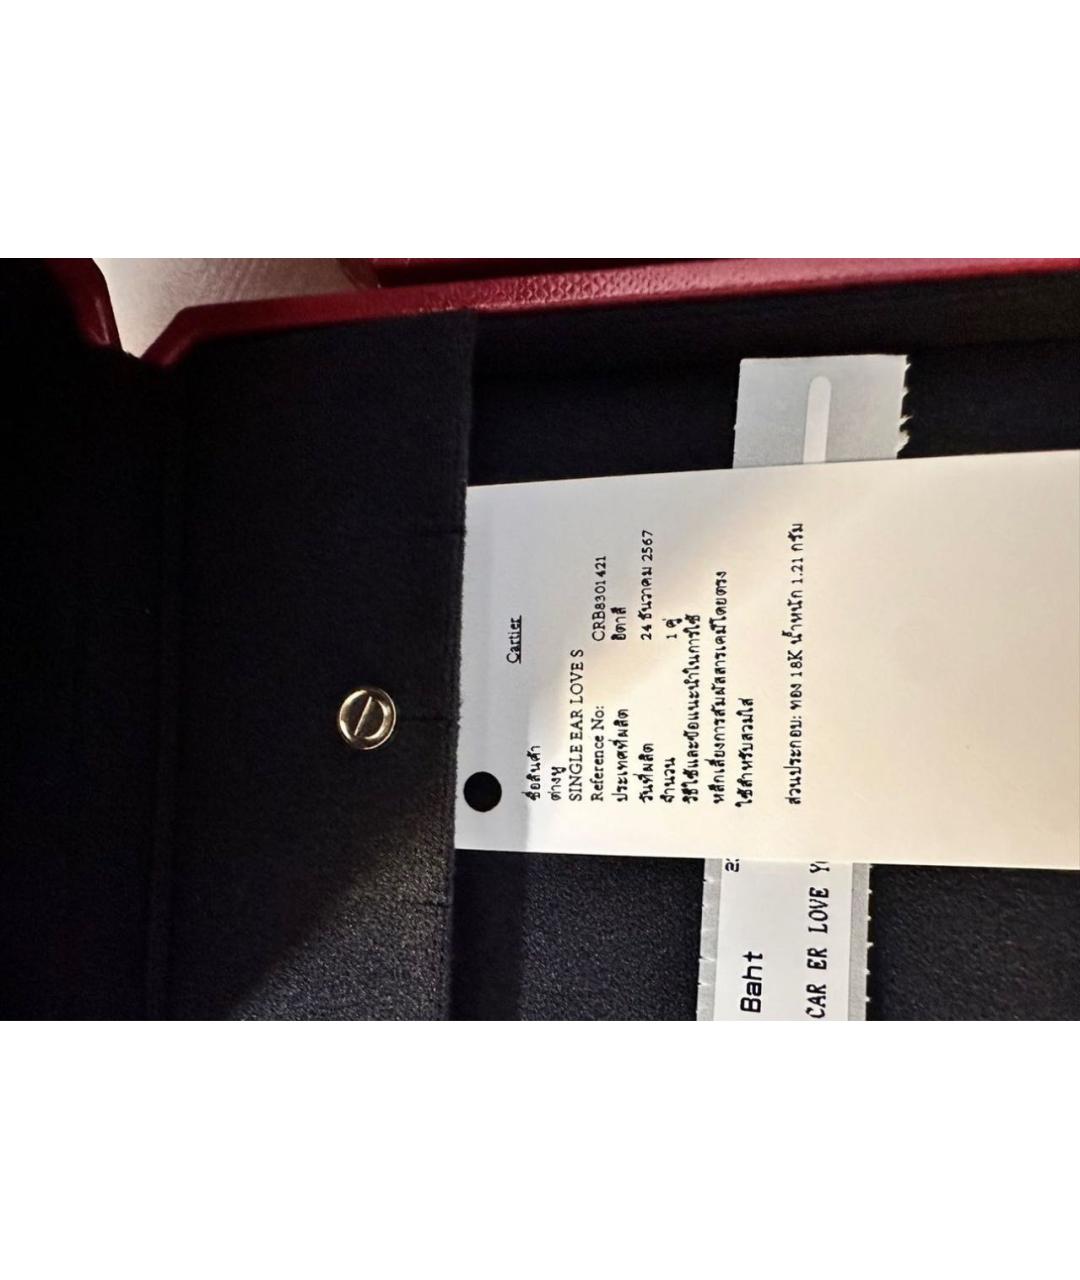 Cartier
ชื่อสินค้า
ต่างหู
SINGLE EAR LOVE S
Reference No: CRB8301421
ประเทศที่ผลิต อิตาลี
วันที่ผลิต 24 ธันวาคม 2567
จำนวน 1 คู่
วิธีใช้และข้อแนะนำในการใช้
หลีกเลี่ยงการสัมผัสสารเคมีโดยตรง
ใช้สำหรับสวมใส่
ส่วนประกอบ: ทอง 18K น้ำหนัก 1.21 กรัม
Baht
CAR ER LOVE